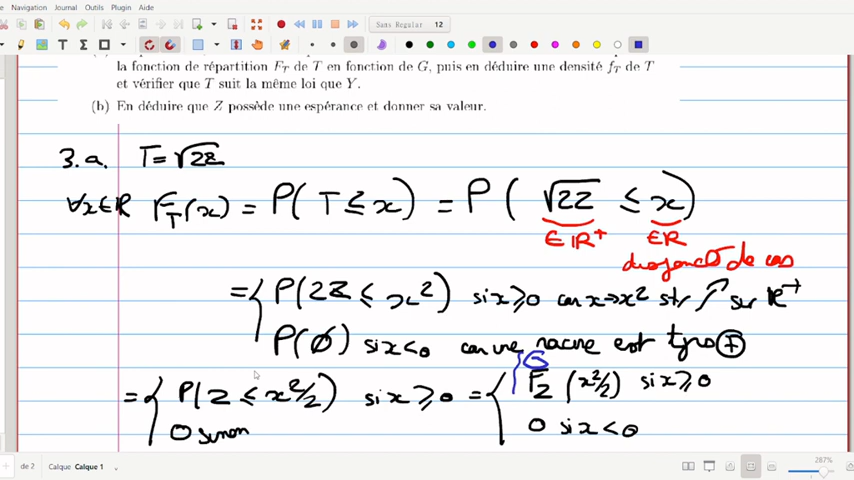 Navigation Journal Outils Plugin Aide
Sans Regular 12
la fonction de répartition F_T de T en fonction de G, puis en déduire une densité f_T de T
et vérifier que T suit la même loi que Y.
(b) En déduire que Z possède une espérance et donner sa valeur.
3.a. T = √2Z
∀x∈ℝ F_T(x) = P(T ≤ x) = P(√2Z ≤ x)
∈ℝ⁺ ∈ℝ
disjonction de cas
= { P(2Z ≤ x²) si x ≥ 0 car x→x² str ↗ sur ℝ⁺
P(∅) si x<0 car une racine est tjrs ⊕
G
= { P(Z ≤ x²/2) si x ≥ 0 = { F_Z (x²/2) si x ≥ 0
0 sinon 0 si x < 0
de 2 Calque Calque 1 287%